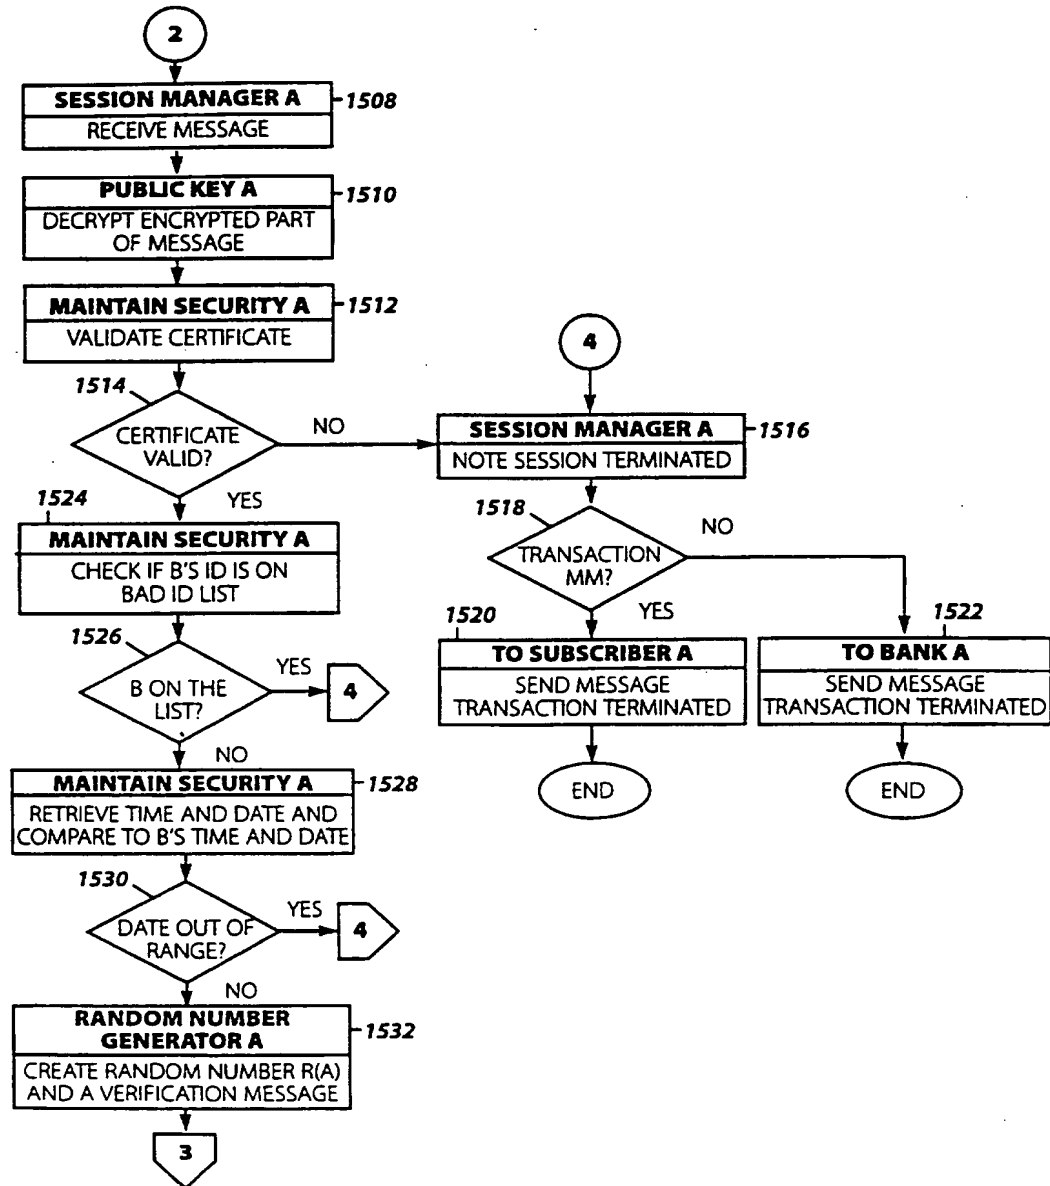 2
SESSION MANAGER A
1508
RECEIVE MESSAGE
PUBLIC KEY A
1510
DECRYPT ENCRYPTED PART
OF MESSAGE
MAINTAIN SECURITY A
1512
VALIDATE CERTIFICATE
1514
CERTIFICATE
VALID?
NO
YES
4
SESSION MANAGER A
1516
NOTE SESSION TERMINATED
1518
TRANSACTION
MM?
NO
YES
1520
TO SUBSCRIBER A
SEND MESSAGE
TRANSACTION TERMINATED
END
1522
TO BANK A
SEND MESSAGE
TRANSACTION TERMINATED
END
1524
MAINTAIN SECURITY A
CHECK IF B'S ID IS ON
BAD ID LIST
1526
B ON THE
LIST?
YES
4
NO
MAINTAIN SECURITY A
1528
RETRIEVE TIME AND DATE AND
COMPARE TO B'S TIME AND DATE
1530
DATE OUT OF
RANGE?
YES
4
NO
RANDOM NUMBER
GENERATOR A
1532
CREATE RANDOM NUMBER R(A)
AND A VERIFICATION MESSAGE
3